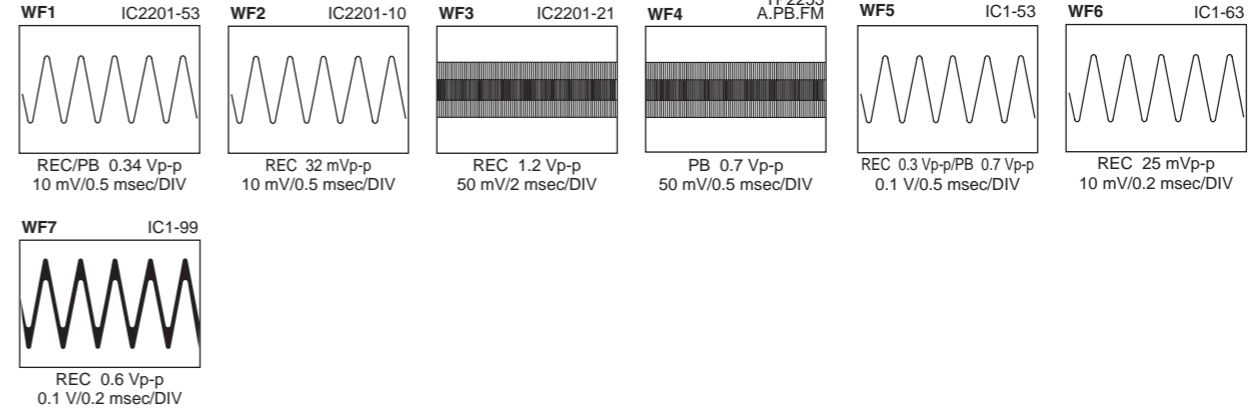 WF1 IC2201-53
REC/PB 0.34 Vp-p
10 mV/0.5 msec/DIV
WF2 IC2201-10
REC 32 mVp-p
10 mV/0.5 msec/DIV
WF3 IC2201-21
REC 1.2 Vp-p
50 mV/2 msec/DIV
WF4 A.PB.FM
PB 0.7 Vp-p
50 mV/0.5 msec/DIV
WF5 IC1-53
REC 0.3 Vp-p/PB 0.7 Vp-p
0.1 V/0.5 msec/DIV
WF6 IC1-63
REC 25 mVp-p
10 mV/0.2 msec/DIV
WF7 IC1-99
REC 0.6 Vp-p
0.1 V/0.2 msec/DIV